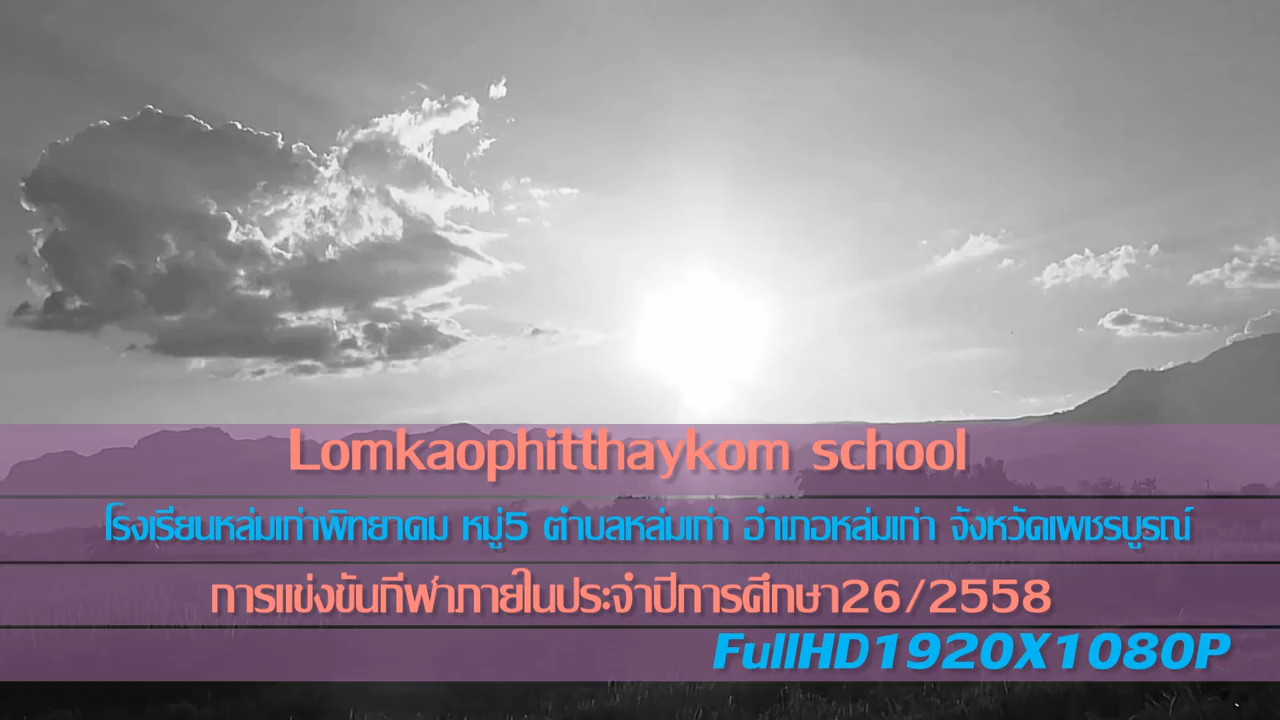 Lomkaophitthaykom school
โรงเรียนหล่มเก่าพิทยาคม หมู่5 ตำบลหล่มเก่า อำเภอหล่มเก่า จังหวัดเพชรบูรณ์
การแข่งขันกีฬาภายในประจำปีการศึกษา26/2558
FullHD1920X1080P